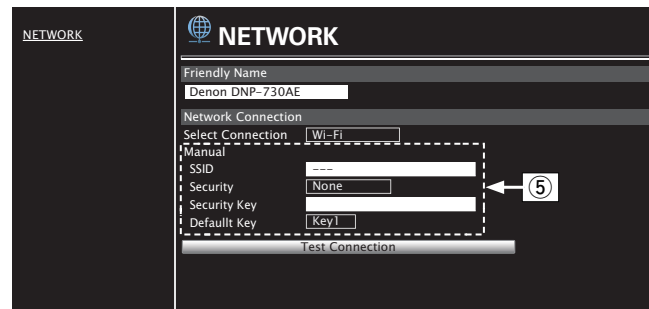 NETWORK
NETWORK
Friendly Name
Denon DNP-730AE
Network Connection
Select Connection Wi-Fi
Manual
SSID ---
Security None
Security Key
Defaullt Key Key1
⑤
Test Connection